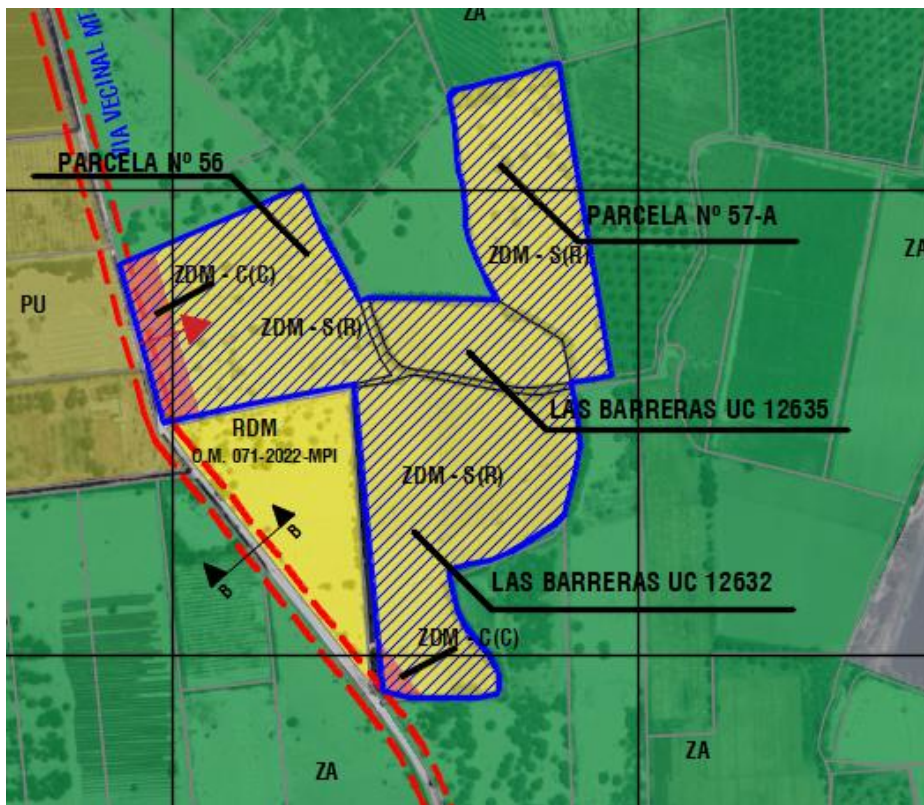 ZA
VIA VECINAL
PARCELA Nº 56
PARCELA Nº 57-A
ZDM - C(C)
ZDM - S(R)
ZA
PU
ZDM - S(R)
LAS BARRERAS UC 12635
RDM
O.M. 071-2022-MPI
ZDM - S(R)
B
B
LAS BARRERAS UC 12632
ZDM - C(C)
ZA
ZA